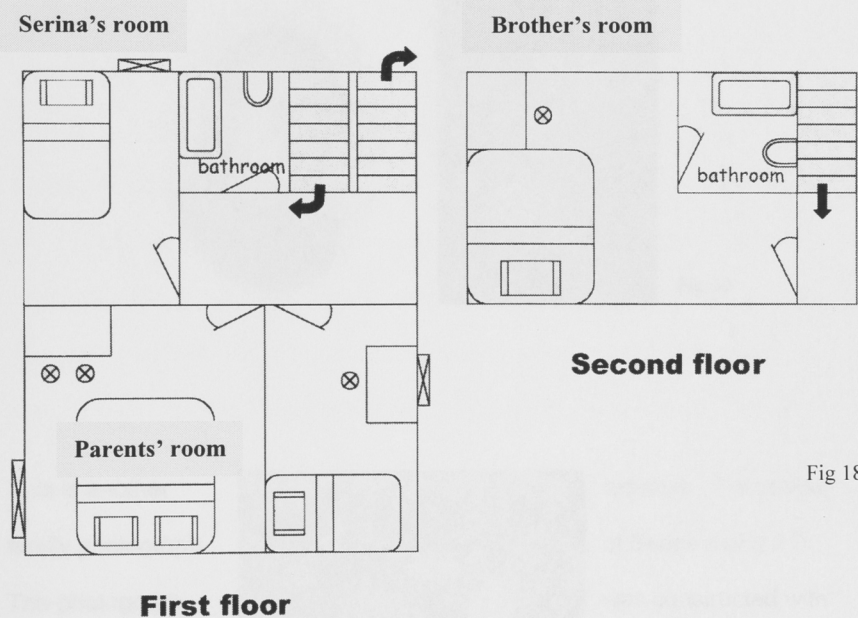 Serina's room
Brother's room
bathroom
bathroom
Second floor
Parents' room
Fig 18
First floor